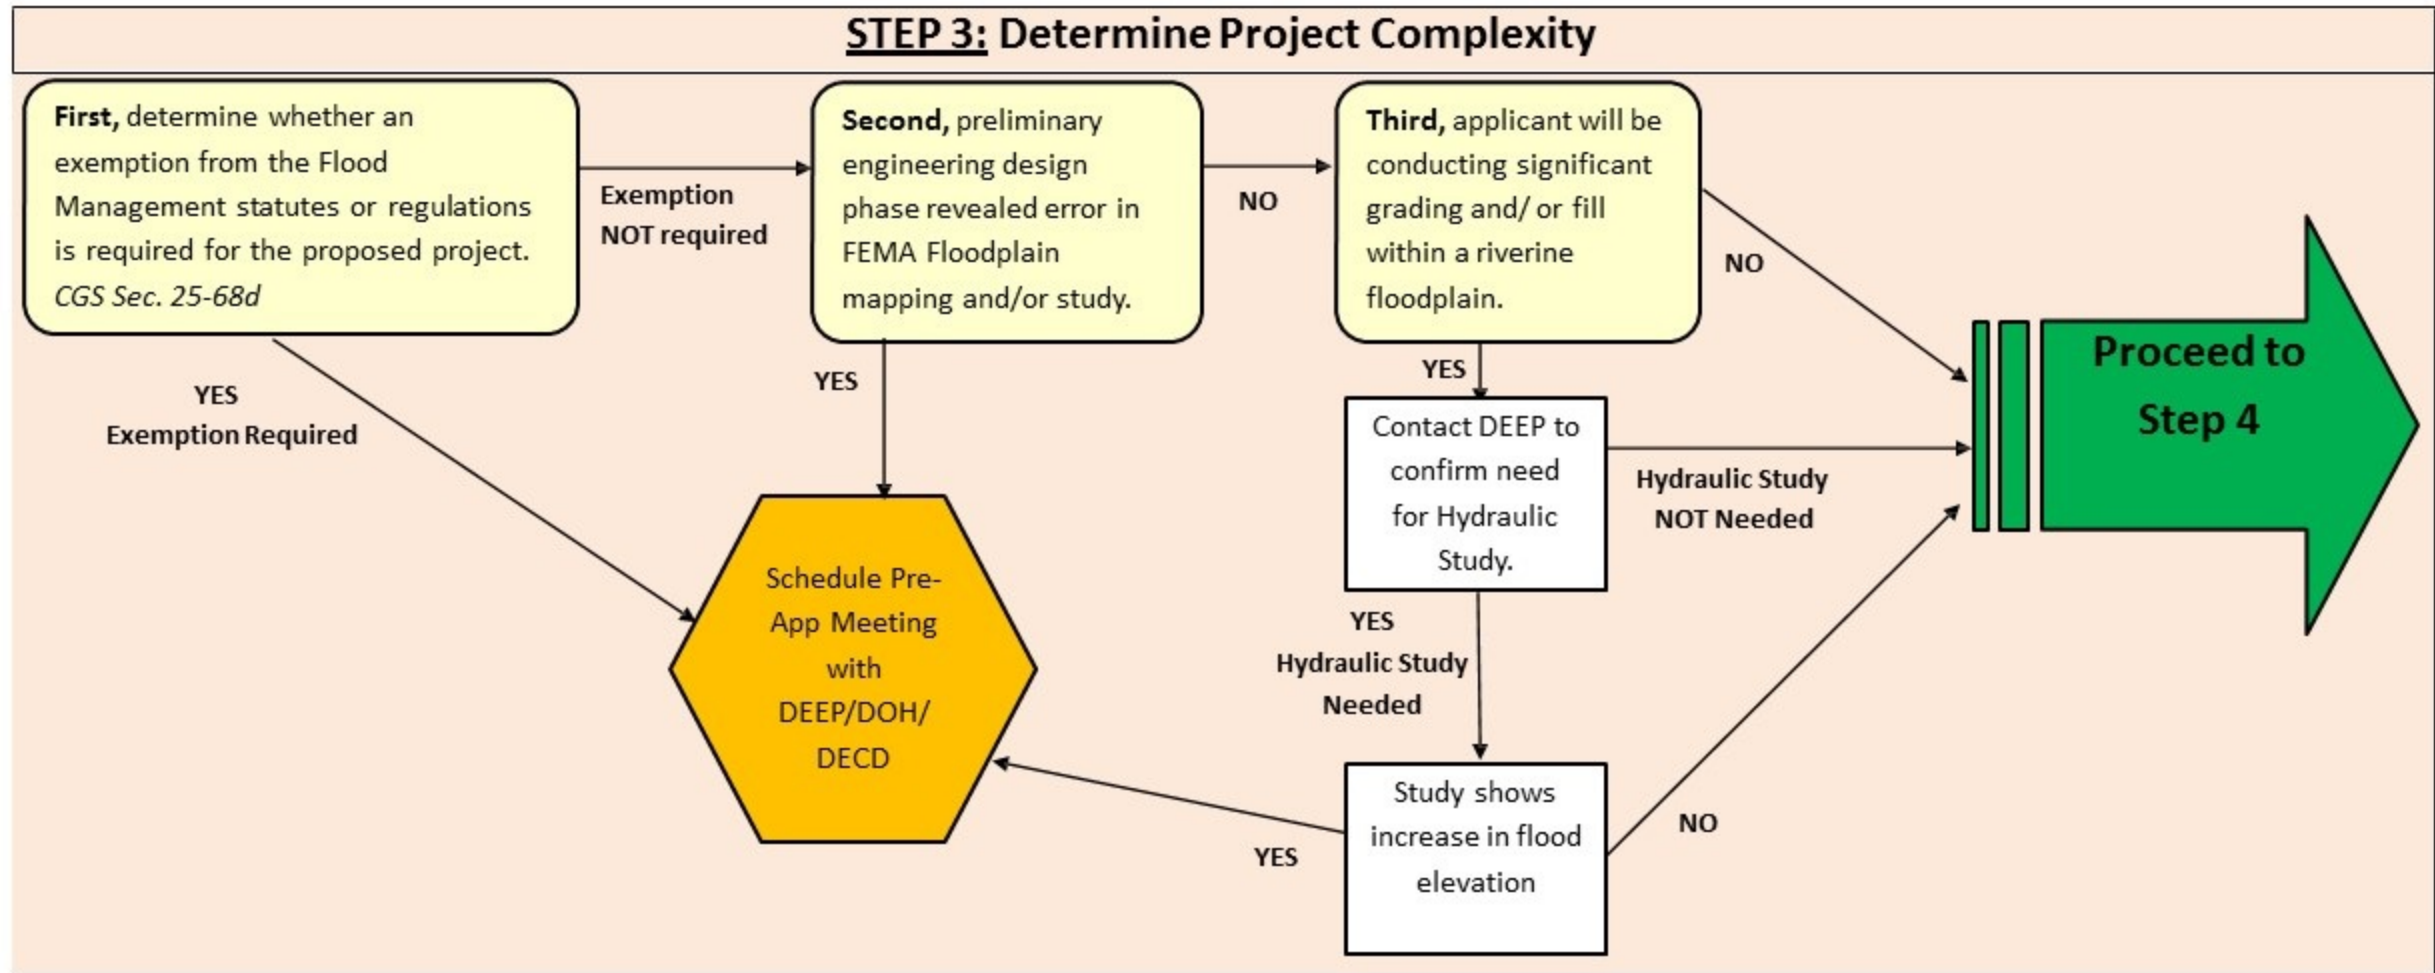 STEP 3: Determine Project Complexity
First, determine whether an
exemption from the Flood
Management statutes or regulations
is required for the proposed project.
CGS Sec. 25-68d
Exemption
NOT required
Second, preliminary
engineering design
phase revealed error in
FEMA Floodplain
mapping and/or study.
NO
Third, applicant will be
conducting significant
grading and/ or fill
within a riverine
floodplain.
NO
YES
Exemption Required
YES
YES
Contact DEEP to
confirm need
for Hydraulic
Study.
Hydraulic Study
NOT Needed
Proceed to
Step 4
Schedule Pre-
App Meeting
with
DEEP/DOH/
DECD
YES
Hydraulic Study
Needed
Study shows
increase in flood
elevation
YES
NO